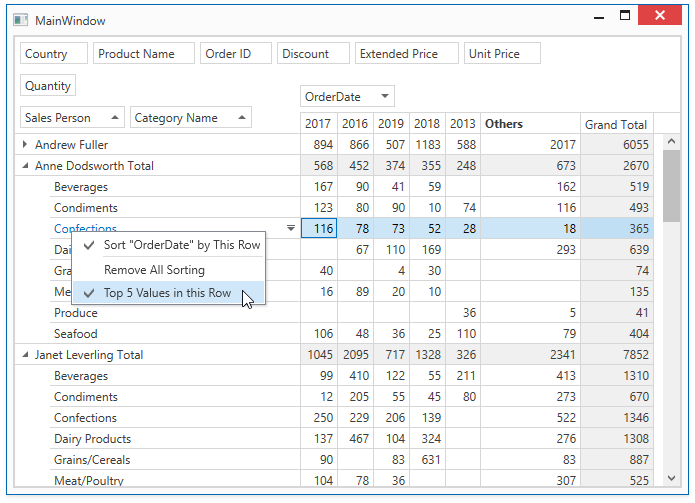 MainWindow
Country Product Name Order ID Discount Extended Price Unit Price
Quantity
OrderDate
Sales Person Category Name
2017 2016 2019 2018 2013 Others Grand Total
Andrew Fuller 894 866 507 1183 588 2017 6055
Anne Dodsworth Total 568 452 374 355 248 673 2670
Beverages 167 90 41 59 162 519
Condiments 123 80 90 10 74 116 493
Confections 116 78 73 52 28 18 365
Sort "OrderDate" by This Row
Dai 67 110 169 293 639
Remove All Sorting
Gra 40 4 30 74
Top 5 Values in this Row
Me 16 89 20 10 135
Produce 36 5 41
Seafood 106 48 36 25 110 79 404
Janet Leverling Total 1045 2095 717 1328 326 2341 7852
Beverages 99 410 122 55 211 413 1310
Condiments 12 205 55 45 80 273 670
Confections 250 229 206 139 522 1346
Dairy Products 137 467 104 324 276 1308
Grains/Cereals 90 83 631 83 887
Meat/Poultry 104 78 36 307 525